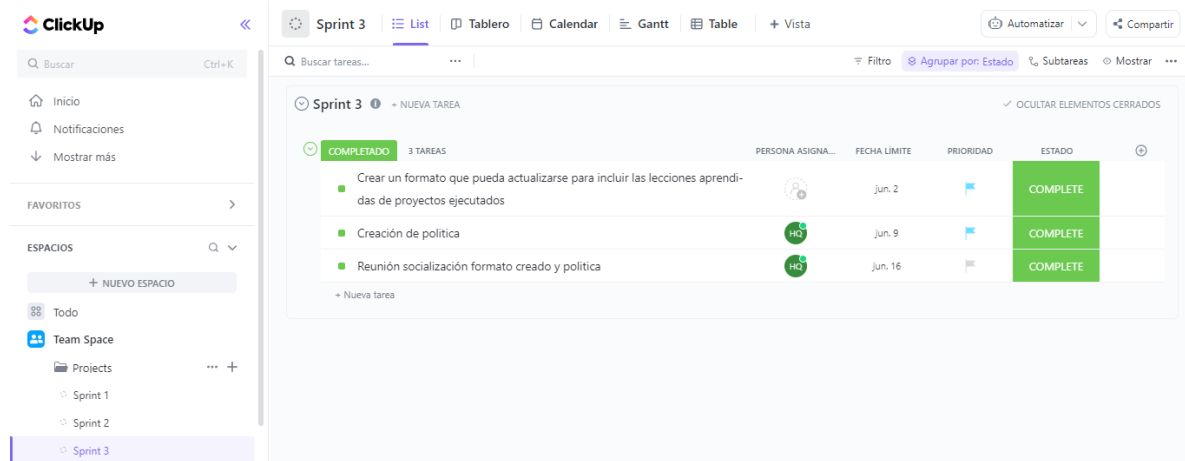 ClickUp
Buscar Ctrl+K
Inicio
Notificaciones
Mostrar más
FAVORITOS
ESPACIOS
+ NUEVO ESPACIO
Todo
Team Space
Projects
Sprint 1
Sprint 2
Sprint 3
Sprint 3 List Tablero Calendar Gantt Table + Vista Automatizar Compartir
Buscar tareas... Filtro Agrupar por: Estado Subtareas Mostrar
Sprint 3 + NUEVA TAREA OCULTAR ELEMENTOS CERRADOS
COMPLETADO 3 TAREAS PERSONA ASIGNA... FECHA LÍMITE PRIORIDAD ESTADO
Crear un formato que pueda actualizarse para incluir las lecciones aprendi-
das de proyectos ejecutados jun. 2 COMPLETE
Creación de politica HQ jun. 9 COMPLETE
Reunión socialización formato creado y politica HQ jun. 16 COMPLETE
+ Nueva tarea